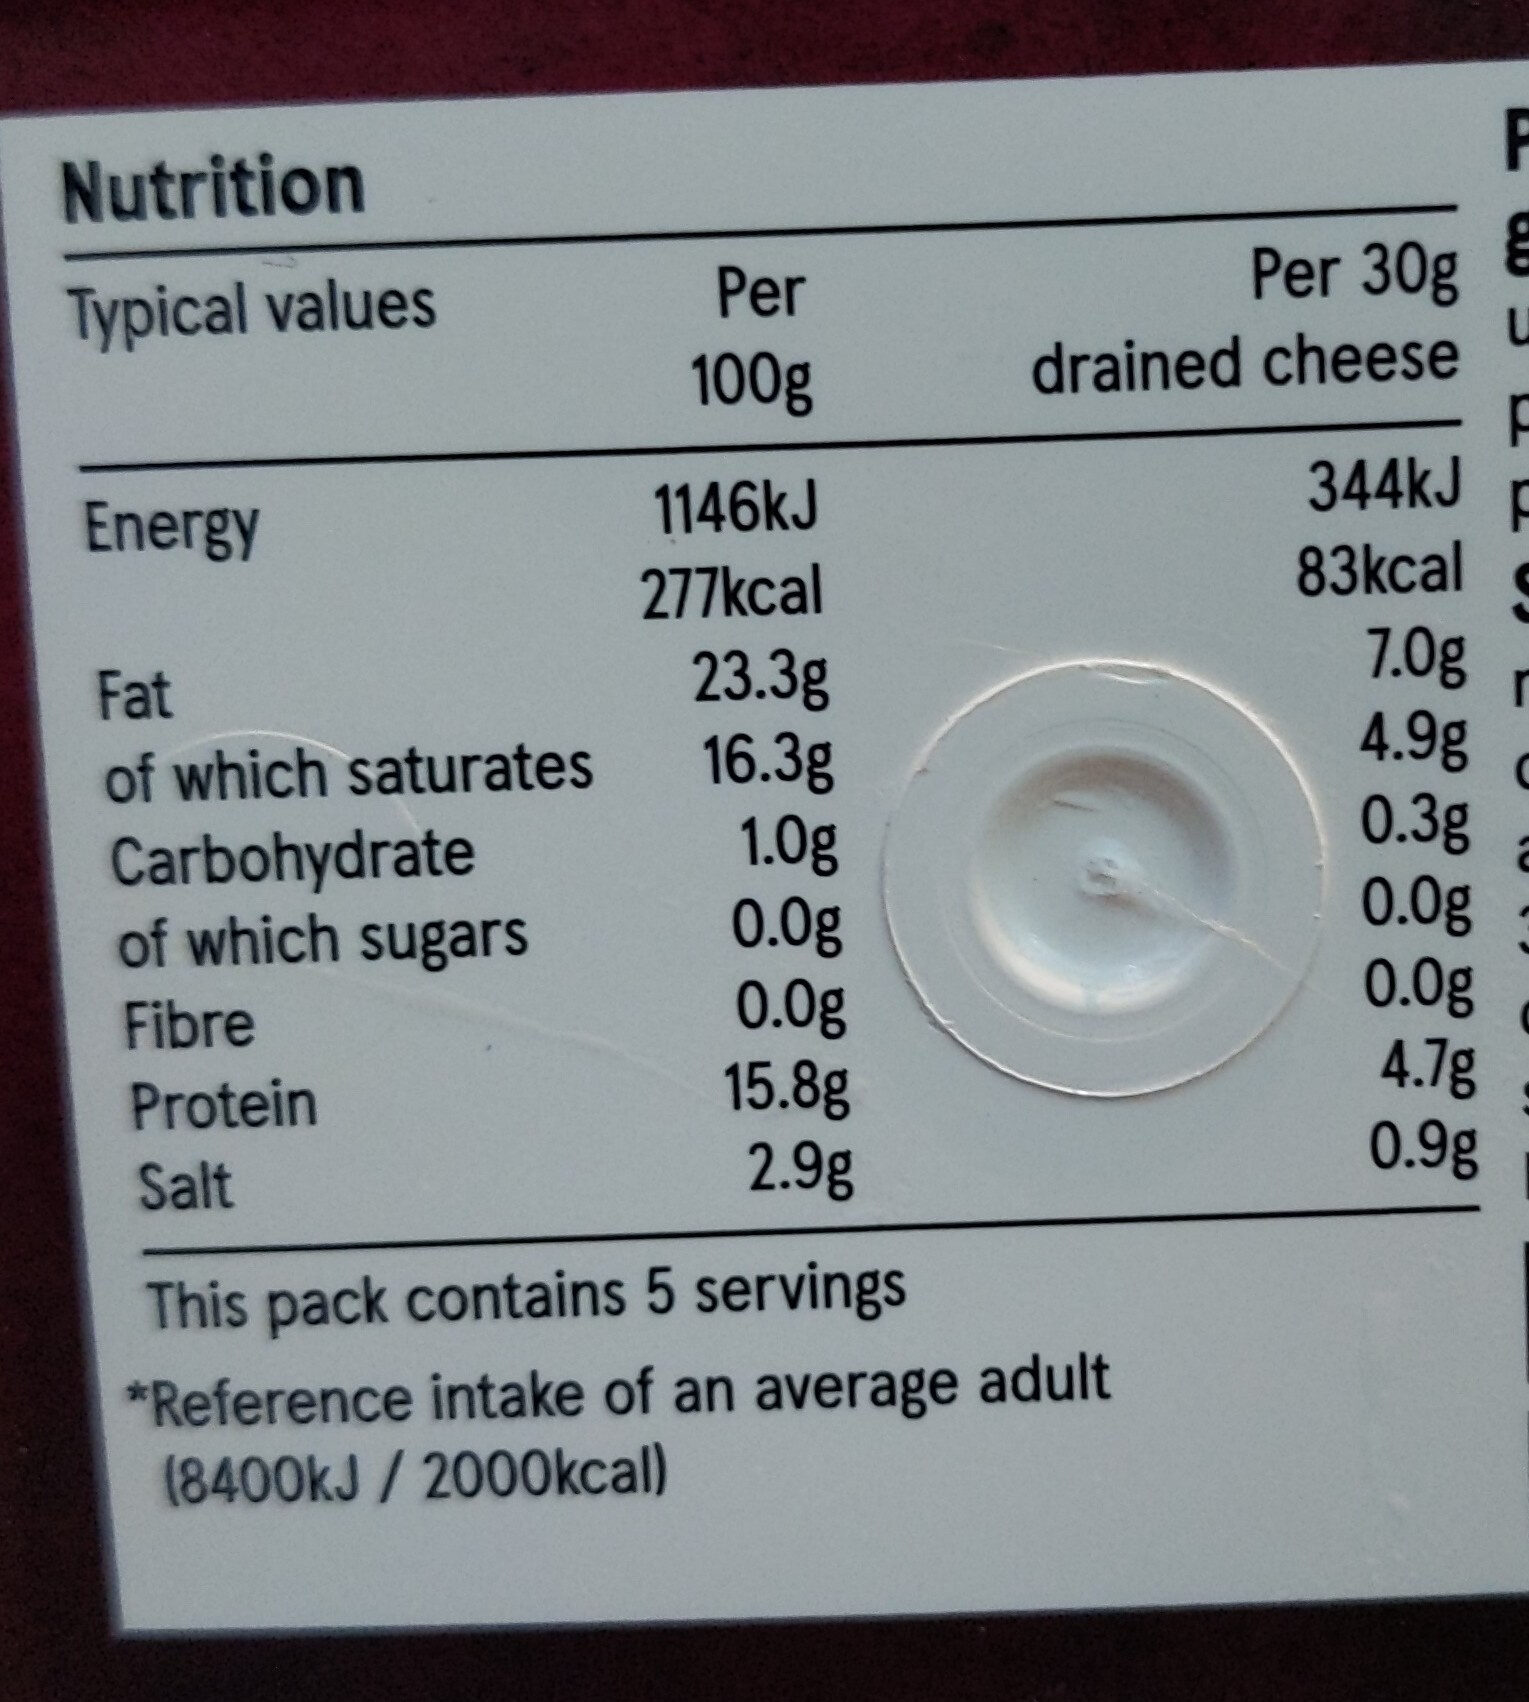 Nutrition
Typical values Per Per 30g
100g drained cheese
Energy 1146kJ 344kJ
277kcal 83kcal
Fat 23.3g 7.0g
of which saturates 16.3g 4.9g
Carbohydrate 1.0g 0.3g
of which sugars 0.0g 0.0g
Fibre 0.0g 0.0g
Protein 15.8g 4.7g
Salt 2.9g 0.9g
This pack contains 5 servings
*Reference intake of an average adult
(8400kJ / 2000kcal)